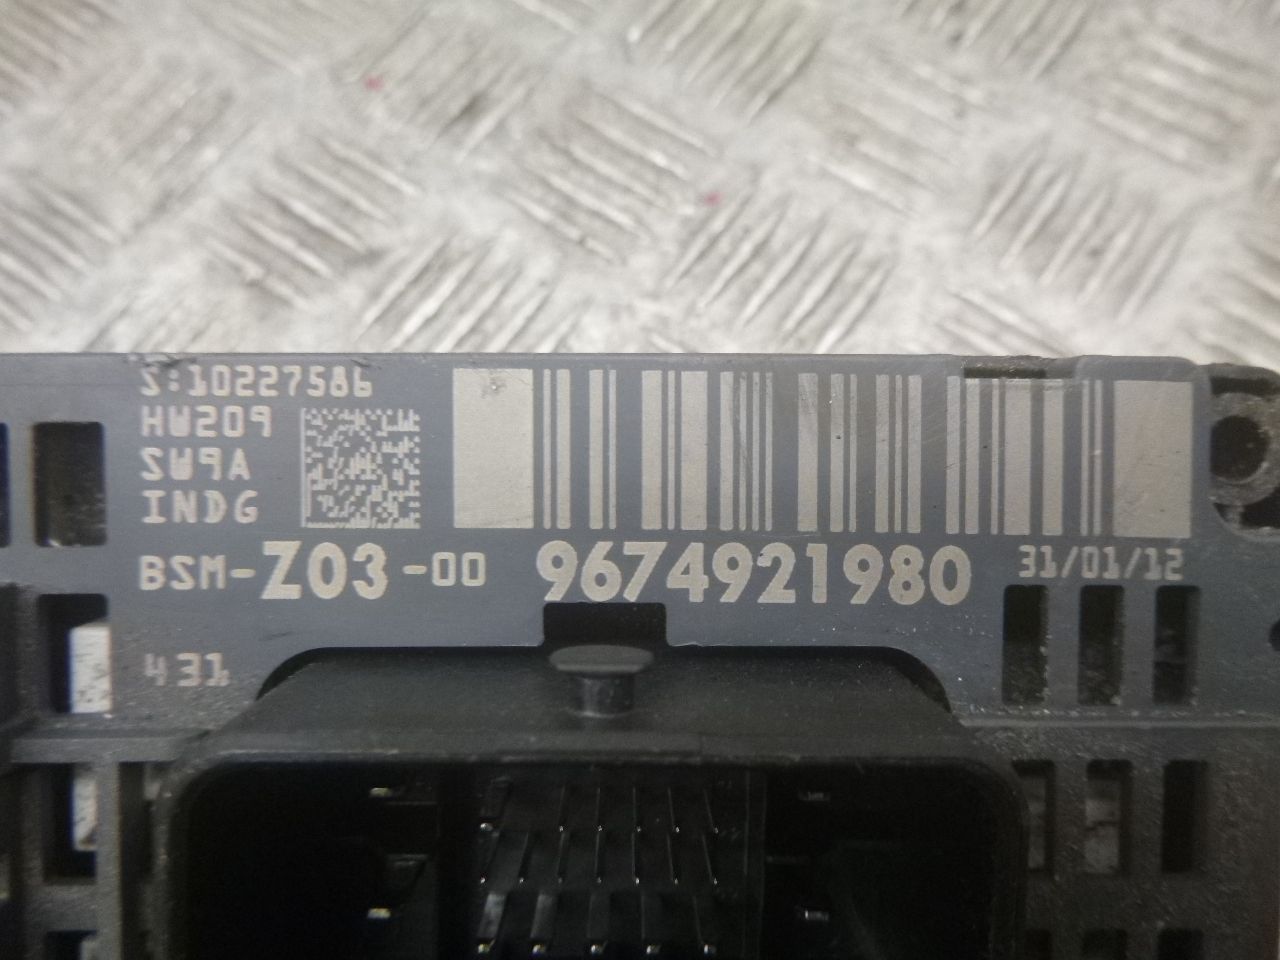 S:10227586
HW209
SW9A
INDG
BSM-Z03-00 9674921980 31/01/12
431